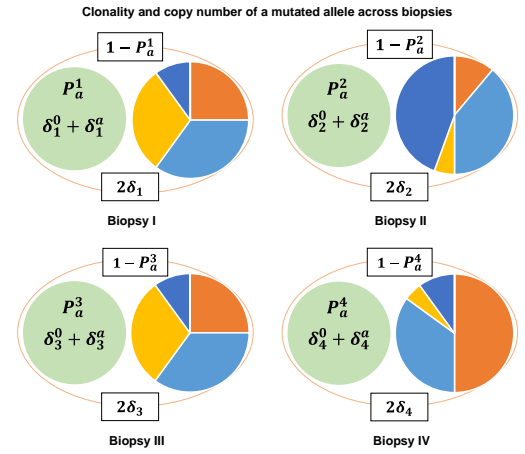 Clonality and copy number of a mutated allele across biopsies
1 − P_a^1
P_a^1
δ_1^0 + δ_1^a
2δ_1
Biopsy I
1 − P_a^2
P_a^2
δ_2^0 + δ_2^a
2δ_2
Biopsy II
1 − P_a^3
P_a^3
δ_3^0 + δ_3^a
2δ_3
Biopsy III
1 − P_a^4
P_a^4
δ_4^0 + δ_4^a
2δ_4
Biopsy IV